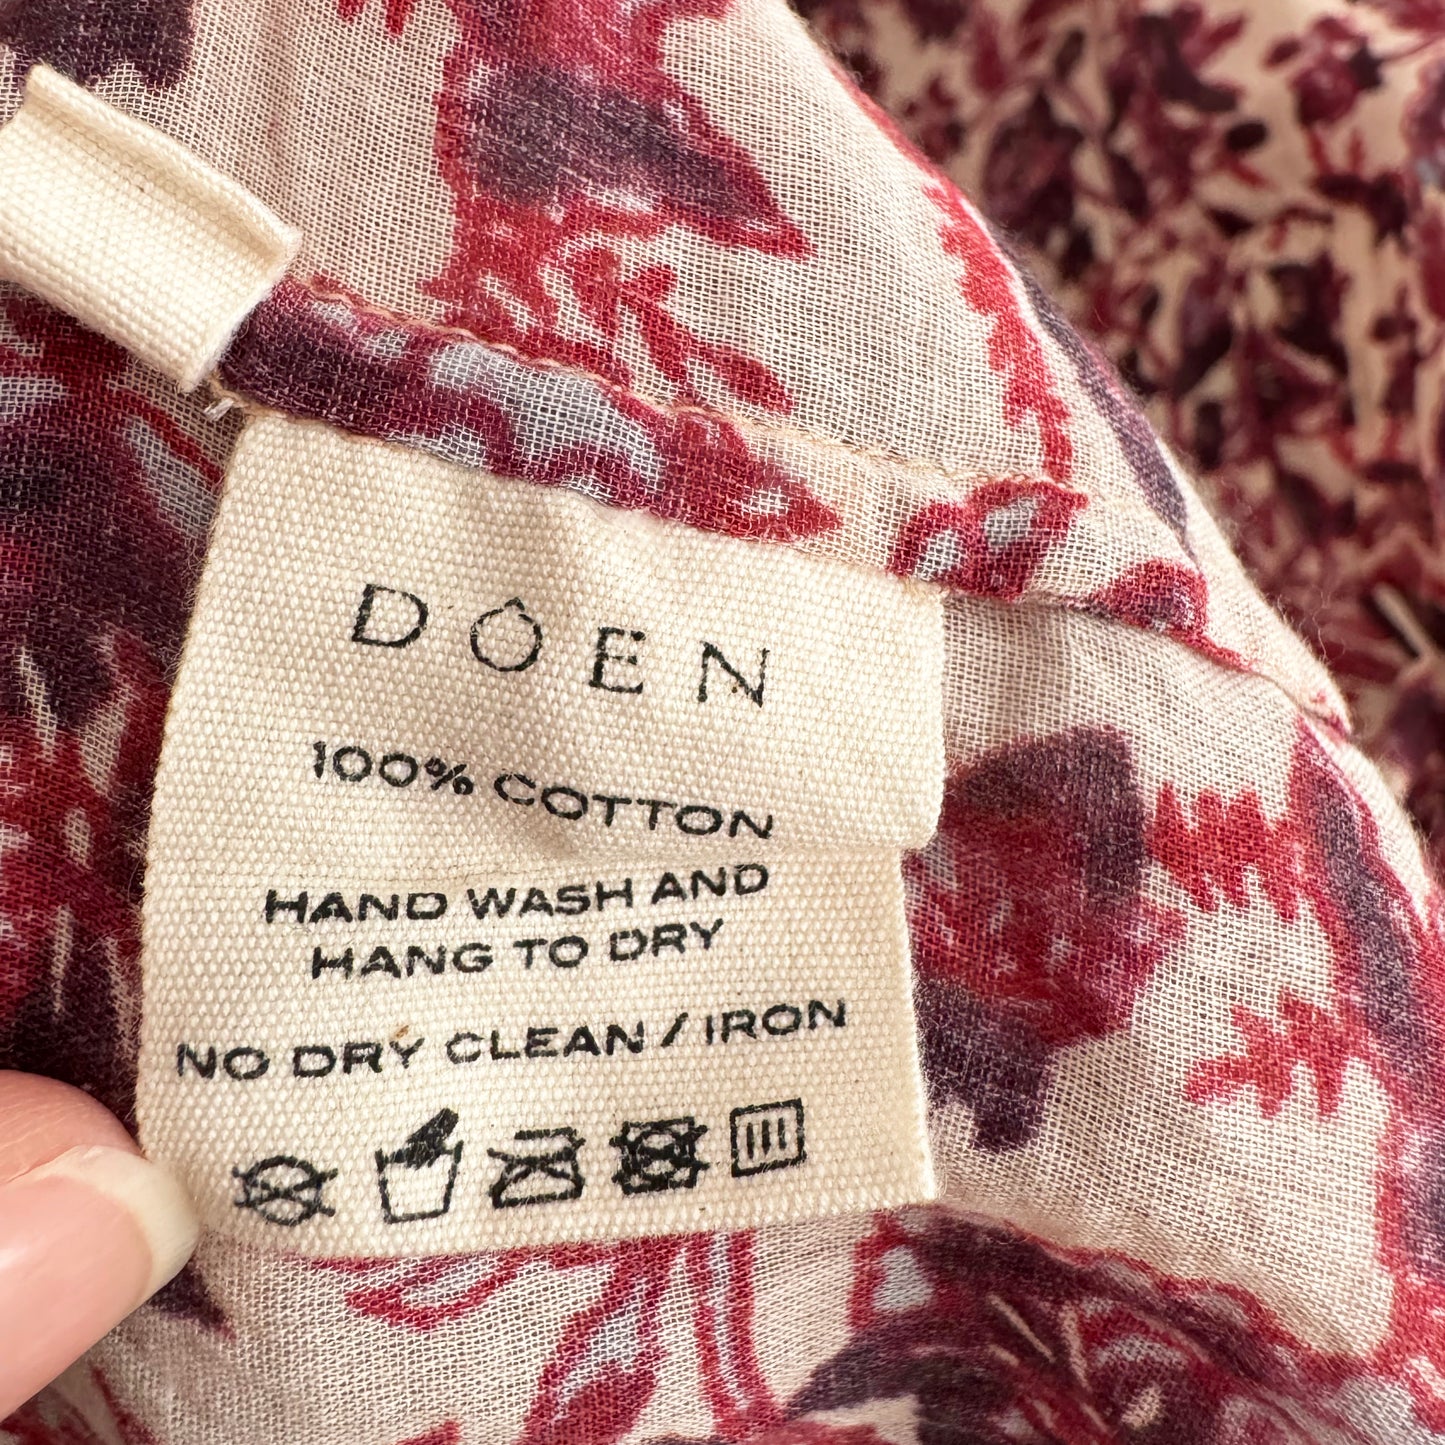 DÔEN
100% COTTON
HAND WASH AND
HANG TO DRY
NO DRY CLEAN / IRON